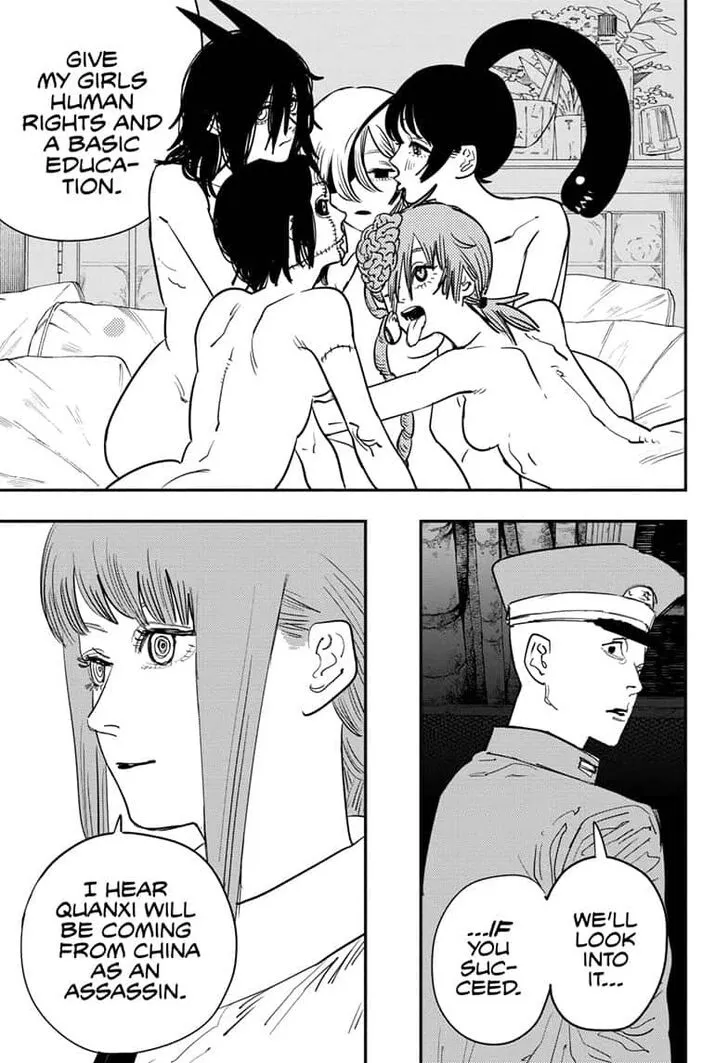 GIVE
MY GIRLS
HUMAN
RIGHTS AND
A BASIC
EDUCA-
TION.
WE'LL
LOOK
INTO
IT...
...IF
YOU
SUC-
CEED.
I HEAR
QUANXI WILL
BE COMING
FROM CHINA
AS AN
ASSASSIN.